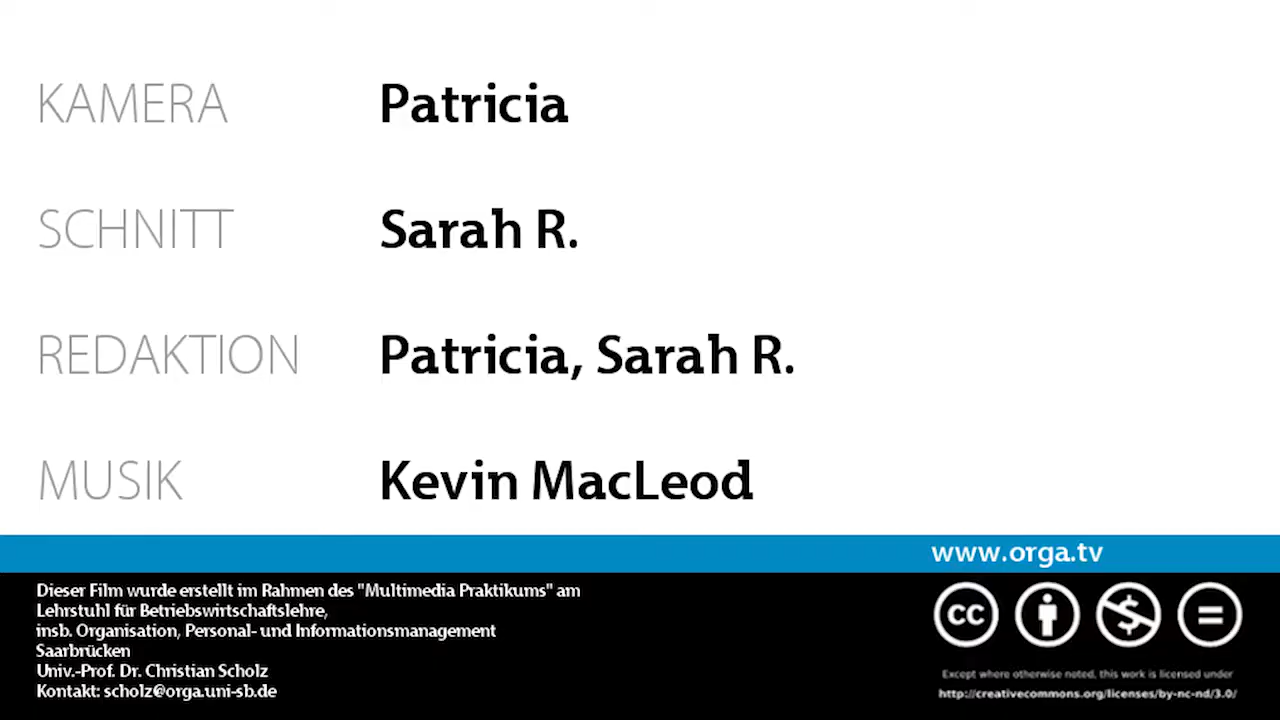 KAMERA Patricia
SCHNITT Sarah R.
REDAKTION Patricia, Sarah R.
MUSIK Kevin MacLeod
www.orga.tv
Dieser Film wurde erstellt im Rahmen des "Multimedia Praktikums" am
Lehrstuhl für Betriebswirtschaftslehre,
insb. Organisation, Personal- und Informationsmanagement
Saarbrücken
Univ.-Prof. Dr. Christian Scholz
Kontakt: scholz@orga.uni-sb.de
cc
Except where otherwise noted, this work is licensed under
http://creativecommons.org/licenses/by-nc-nd/3.0/